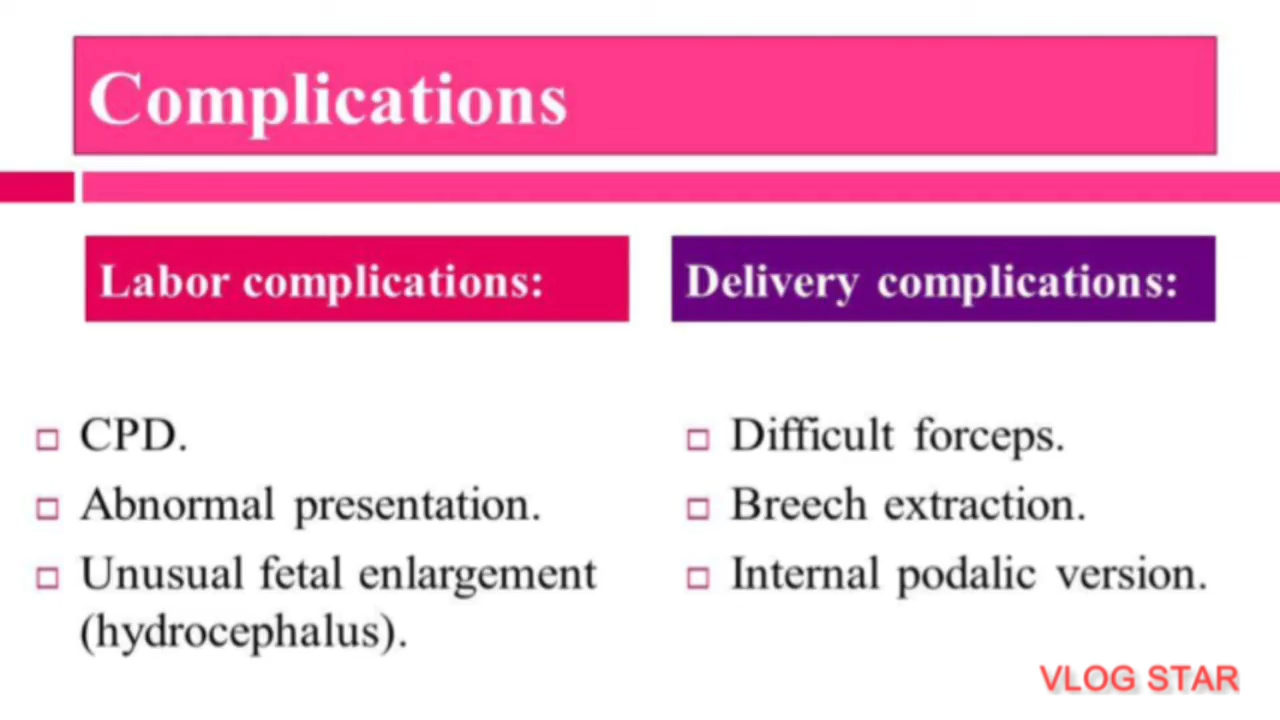 Complications
Labor complications:
CPD.
Abnormal presentation.
Unusual fetal enlargement
(hydrocephalus).
Delivery complications:
Difficult forceps.
Breech extraction.
Internal podalic version.
VLOG STAR